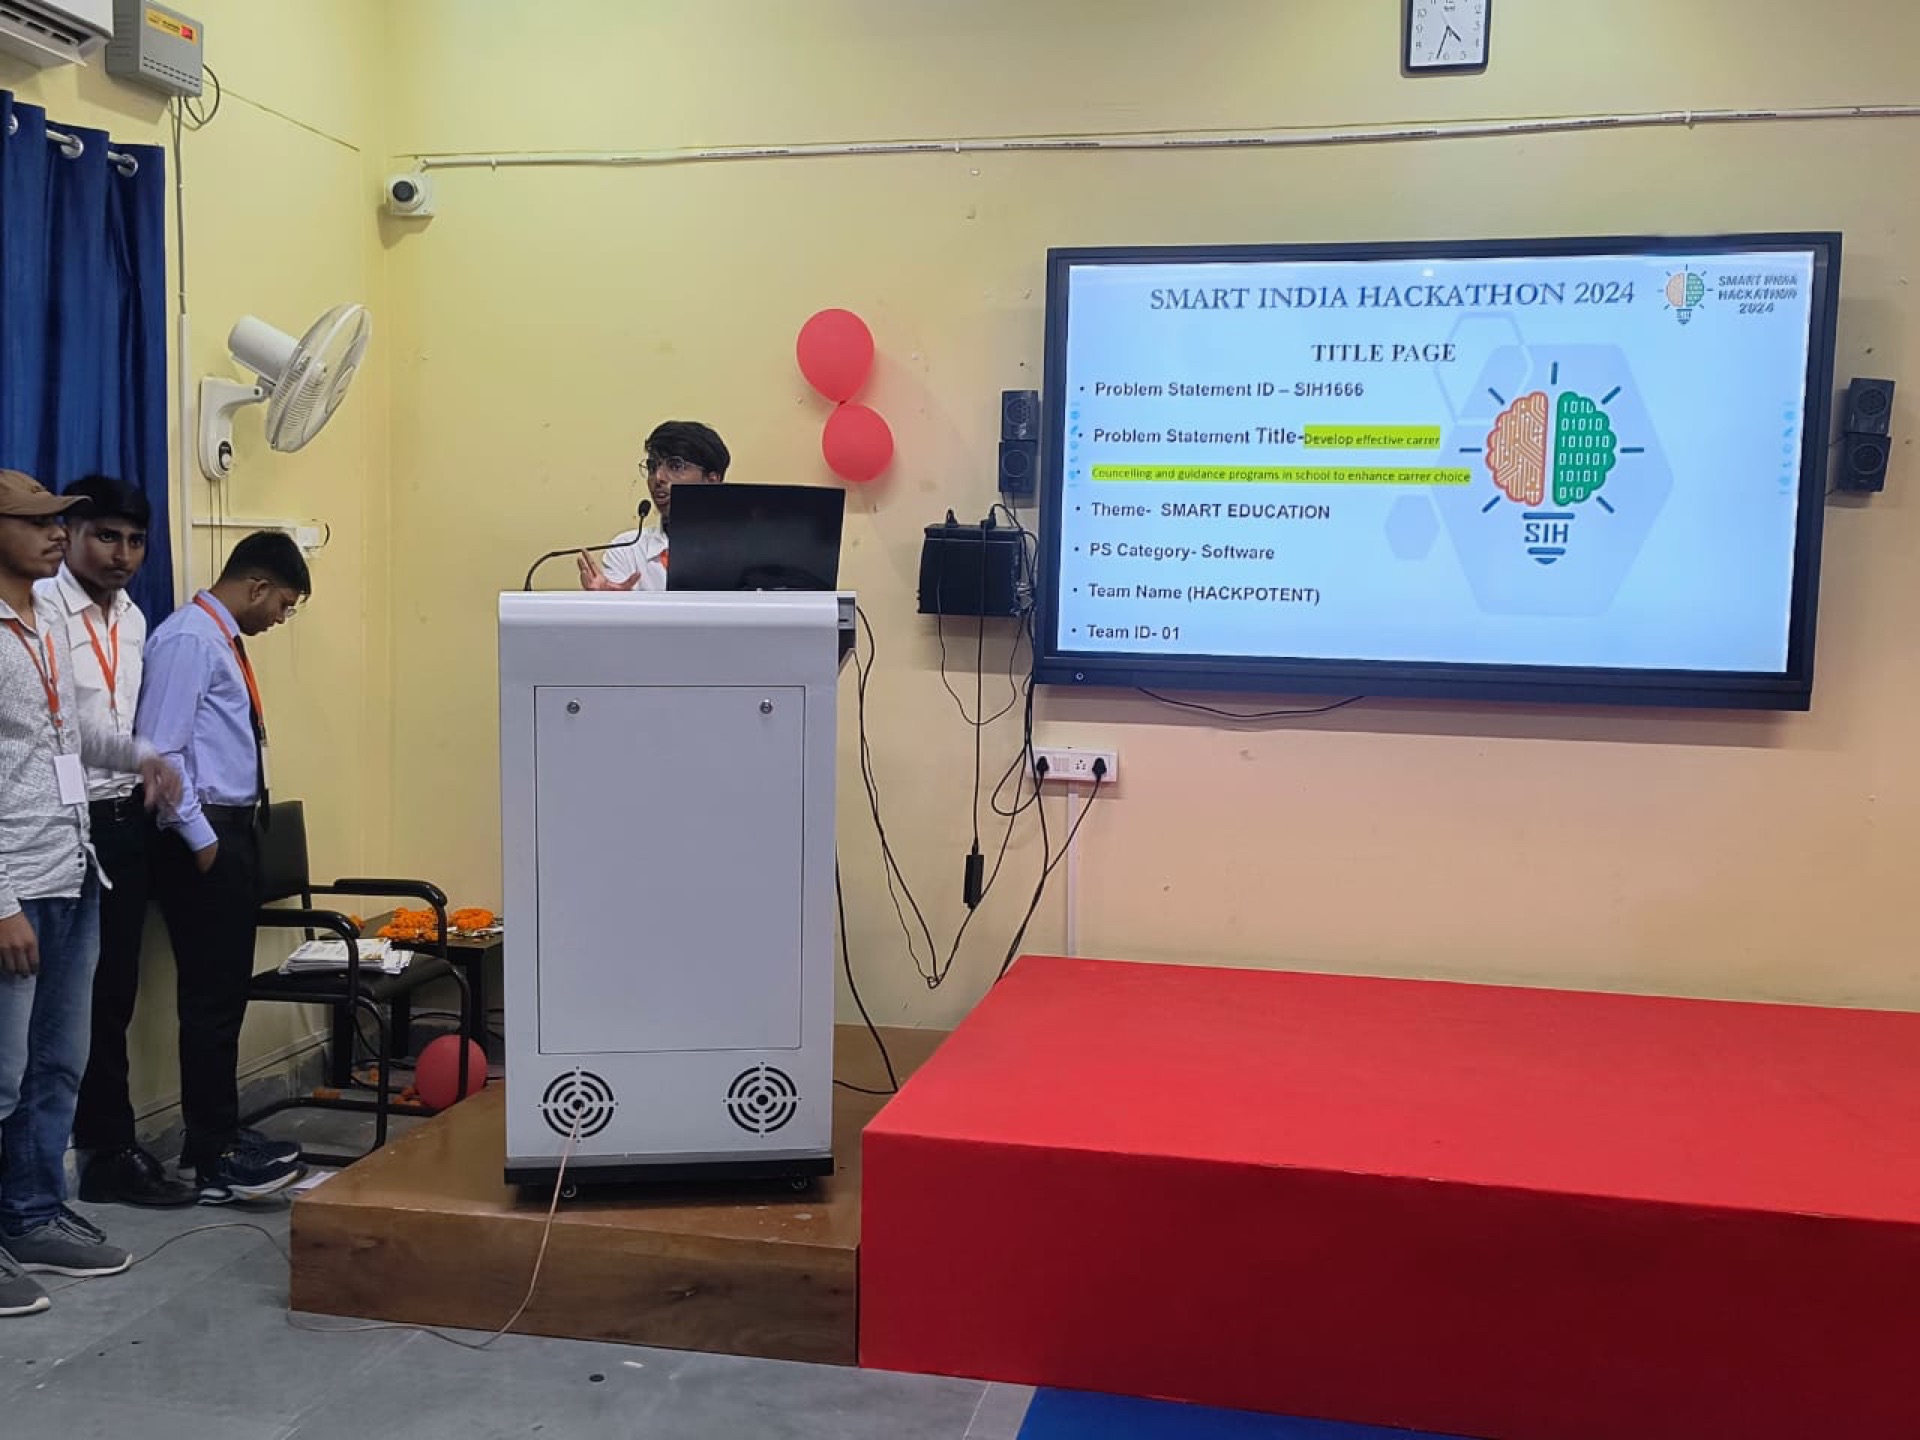 SMART INDIA HACKATHON 2024
SMART INDIA
HACKATHON
2024
TITLE PAGE
• Problem Statement ID – SIH1666
• Problem Statement Title-Develop effective carrer
• Councelling and guidance programs in school to enhance carrer choice
• Theme- SMART EDUCATION
• PS Category- Software
• Team Name (HACKPOTENT)
• Team ID- 01
101L
01010
101010
010101
10101
010
SIH